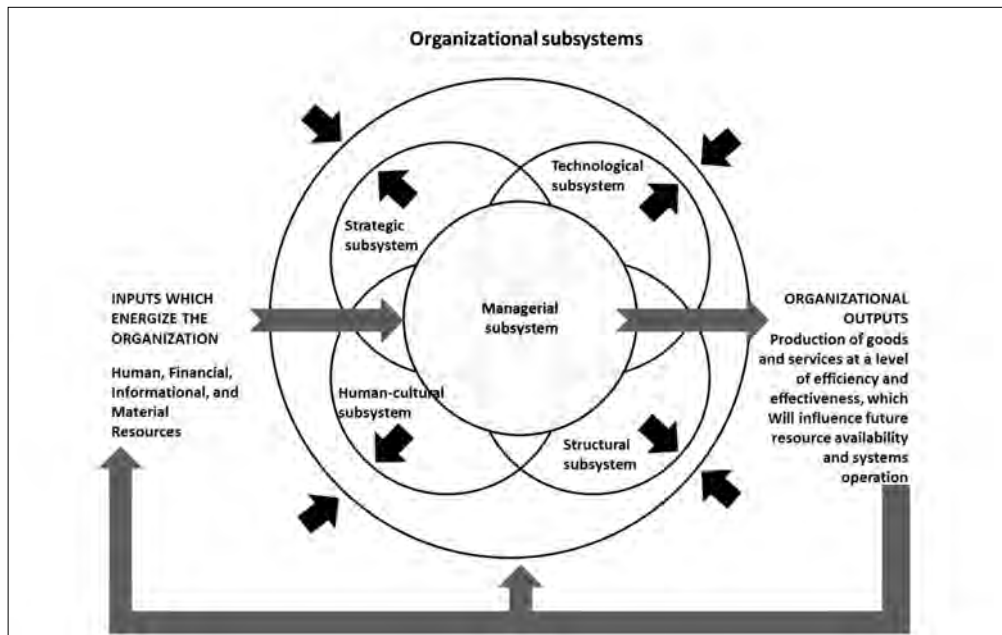 Organizational subsystems
Technological
subsystem
Strategic
subsystem
INPUTS WHICH
ENERGIZE THE
ORGANIZATION
Human, Financial,
Informational, and
Material
Resources
Managerial
subsystem
ORGANIZATIONAL
OUTPUTS
Production of goods
and services at a level
of efficiency and
effectiveness, which
Will influence future
resource availability
and systems
operation
Human-cultural
subsystem
Structural
subsystem